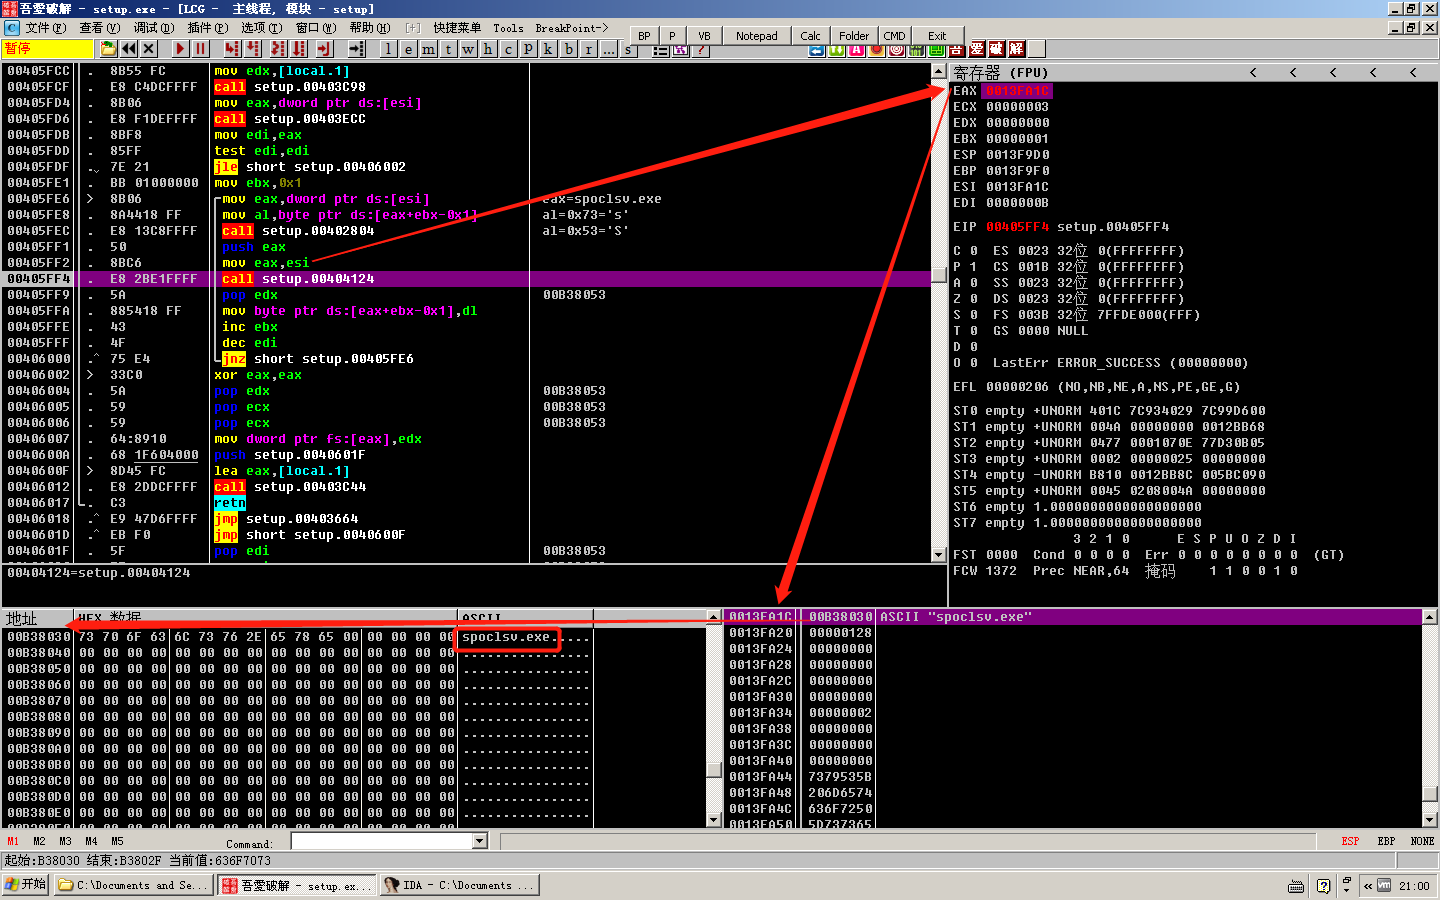 吾爱破解 - setup.exe - [LCG -  主线程, 模块 - setup]
文件(F) 查看(V) 调试(D) 插件(P) 选项(T) 窗口(W) 帮助(H) [+] 快捷菜单 Tools BreakPoint->
BP P VB Notepad Calc Folder CMD Exit
暂停 l e m t w h c p k b r ... s
00405FCC . 8B55 FC mov edx,[local.1]
00405FCF . E8 C4DCFFFF call setup.00403C98
00405FD4 . 8B06 mov eax,dword ptr ds:[esi]
00405FD6 . E8 F1DEFFFF call setup.00403ECC
00405FDB . 8BF8 mov edi,eax
00405FDD . 85FF test edi,edi
00405FDF . 7E 21 jle short setup.00406002
00405FE1 . BB 01000000 mov ebx,0x1
00405FE6 > 8B06 mov eax,dword ptr ds:[esi] eax=spoclsv.exe
00405FE8 . 8A4418 FF mov al,byte ptr ds:[eax+ebx-0x1] al=0x73='s'
00405FEC . E8 13C8FFFF call setup.00402804 al=0x53='S'
00405FF1 . 50 push eax
00405FF2 . 8BC6 mov eax,esi
00405FF4 . E8 2BE1FFFF call setup.00404124
00405FF9 . 5A pop edx 00B38053
00405FFA . 885418 FF mov byte ptr ds:[eax+ebx-0x1],dl
00405FFE . 43 inc ebx
00405FFF . 4F dec edi
00406000 .^ 75 E4 jnz short setup.00405FE6
00406002 > 33C0 xor eax,eax
00406004 . 5A pop edx 00B38053
00406005 . 59 pop ecx 00B38053
00406006 . 59 pop ecx 00B38053
00406007 . 64:8910 mov dword ptr fs:[eax],edx
0040600A . 68 1F604000 push setup.0040601F
0040600F > 8D45 FC lea eax,[local.1]
00406012 . E8 2DDCFFFF call setup.00403C44
00406017 . C3 retn
00406018 .^ E9 47D6FFFF jmp setup.00403664
0040601D .^ EB F0 jmp short setup.0040600F
0040601F . 5F pop edi 00B38053
00404124=setup.00404124
寄存器 (FPU) < < < < <
EAX 0013FA1C
ECX 00000003
EDX 00000000
EBX 00000001
ESP 0013F9D0
EBP 0013F9F0
ESI 0013FA1C
EDI 0000000B
EIP 00405FF4 setup.00405FF4
C 0 ES 0023 32位 0(FFFFFFFF)
P 1 CS 001B 32位 0(FFFFFFFF)
A 0 SS 0023 32位 0(FFFFFFFF)
Z 0 DS 0023 32位 0(FFFFFFFF)
S 0 FS 003B 32位 7FFDE000(FFF)
T 0 GS 0000 NULL
D 0
O 0 LastErr ERROR_SUCCESS (00000000)
EFL 00000206 (NO,NB,NE,A,NS,PE,GE,G)
ST0 empty +UNORM 401C 7C934029 7C99D600
ST1 empty +UNORM 004A 00000000 0012BB68
ST2 empty +UNORM 0477 0001070E 77D30B05
ST3 empty +UNORM 0002 00000025 00000000
ST4 empty -UNORM B810 0012BB8C 005BC090
ST5 empty +UNORM 0045 0208004A 00000000
ST6 empty 1.0000000000000000000
ST7 empty 1.0000000000000000000
3 2 1 0 E S P U O Z D I
FST 0000 Cond 0 0 0 0 Err 0 0 0 0 0 0 0 0 (GT)
FCW 1372 Prec NEAR,64 掩码 1 1 0 0 1 0
地址 HEX 数据 ASCII
00B38030 73 70 6F 63 6C 73 76 2E 65 78 65 00 00 00 00 00 spoclsv.exe.....
00B38040 00 00 00 00 00 00 00 00 00 00 00 00 00 00 00 00 ................
00B38050 00 00 00 00 00 00 00 00 00 00 00 00 00 00 00 00 ................
00B38060 00 00 00 00 00 00 00 00 00 00 00 00 00 00 00 00 ................
00B38070 00 00 00 00 00 00 00 00 00 00 00 00 00 00 00 00 ................
00B38080 00 00 00 00 00 00 00 00 00 00 00 00 00 00 00 00 ................
00B38090 00 00 00 00 00 00 00 00 00 00 00 00 00 00 00 00 ................
00B380A0 00 00 00 00 00 00 00 00 00 00 00 00 00 00 00 00 ................
00B380B0 00 00 00 00 00 00 00 00 00 00 00 00 00 00 00 00 ................
00B380C0 00 00 00 00 00 00 00 00 00 00 00 00 00 00 00 00 ................
00B380D0 00 00 00 00 00 00 00 00 00 00 00 00 00 00 00 00 ................
00B380E0 00 00 00 00 00 00 00 00 00 00 00 00 00 00 00 00 ................
0013FA1C 00B38030 ASCII "spoclsv.exe"
0013FA20 00000128
0013FA24 00000000
0013FA28 00000000
0013FA2C 00000000
0013FA30 00000000
0013FA34 00000002
0013FA38 00000000
0013FA3C 00000000
0013FA40 00000000
0013FA44 7379535B
0013FA48 206D6574
0013FA4C 636F7250
0013FA50 5D737365
M1 M2 M3 M4 M5 Command: ESP EBP NONE
起始:B38030 结束:B3802F 当前值:636F7073
开始 C:\Documents and Se... 吾爱破解 - setup.ex... IDA - C:\Documents ... « 21:00